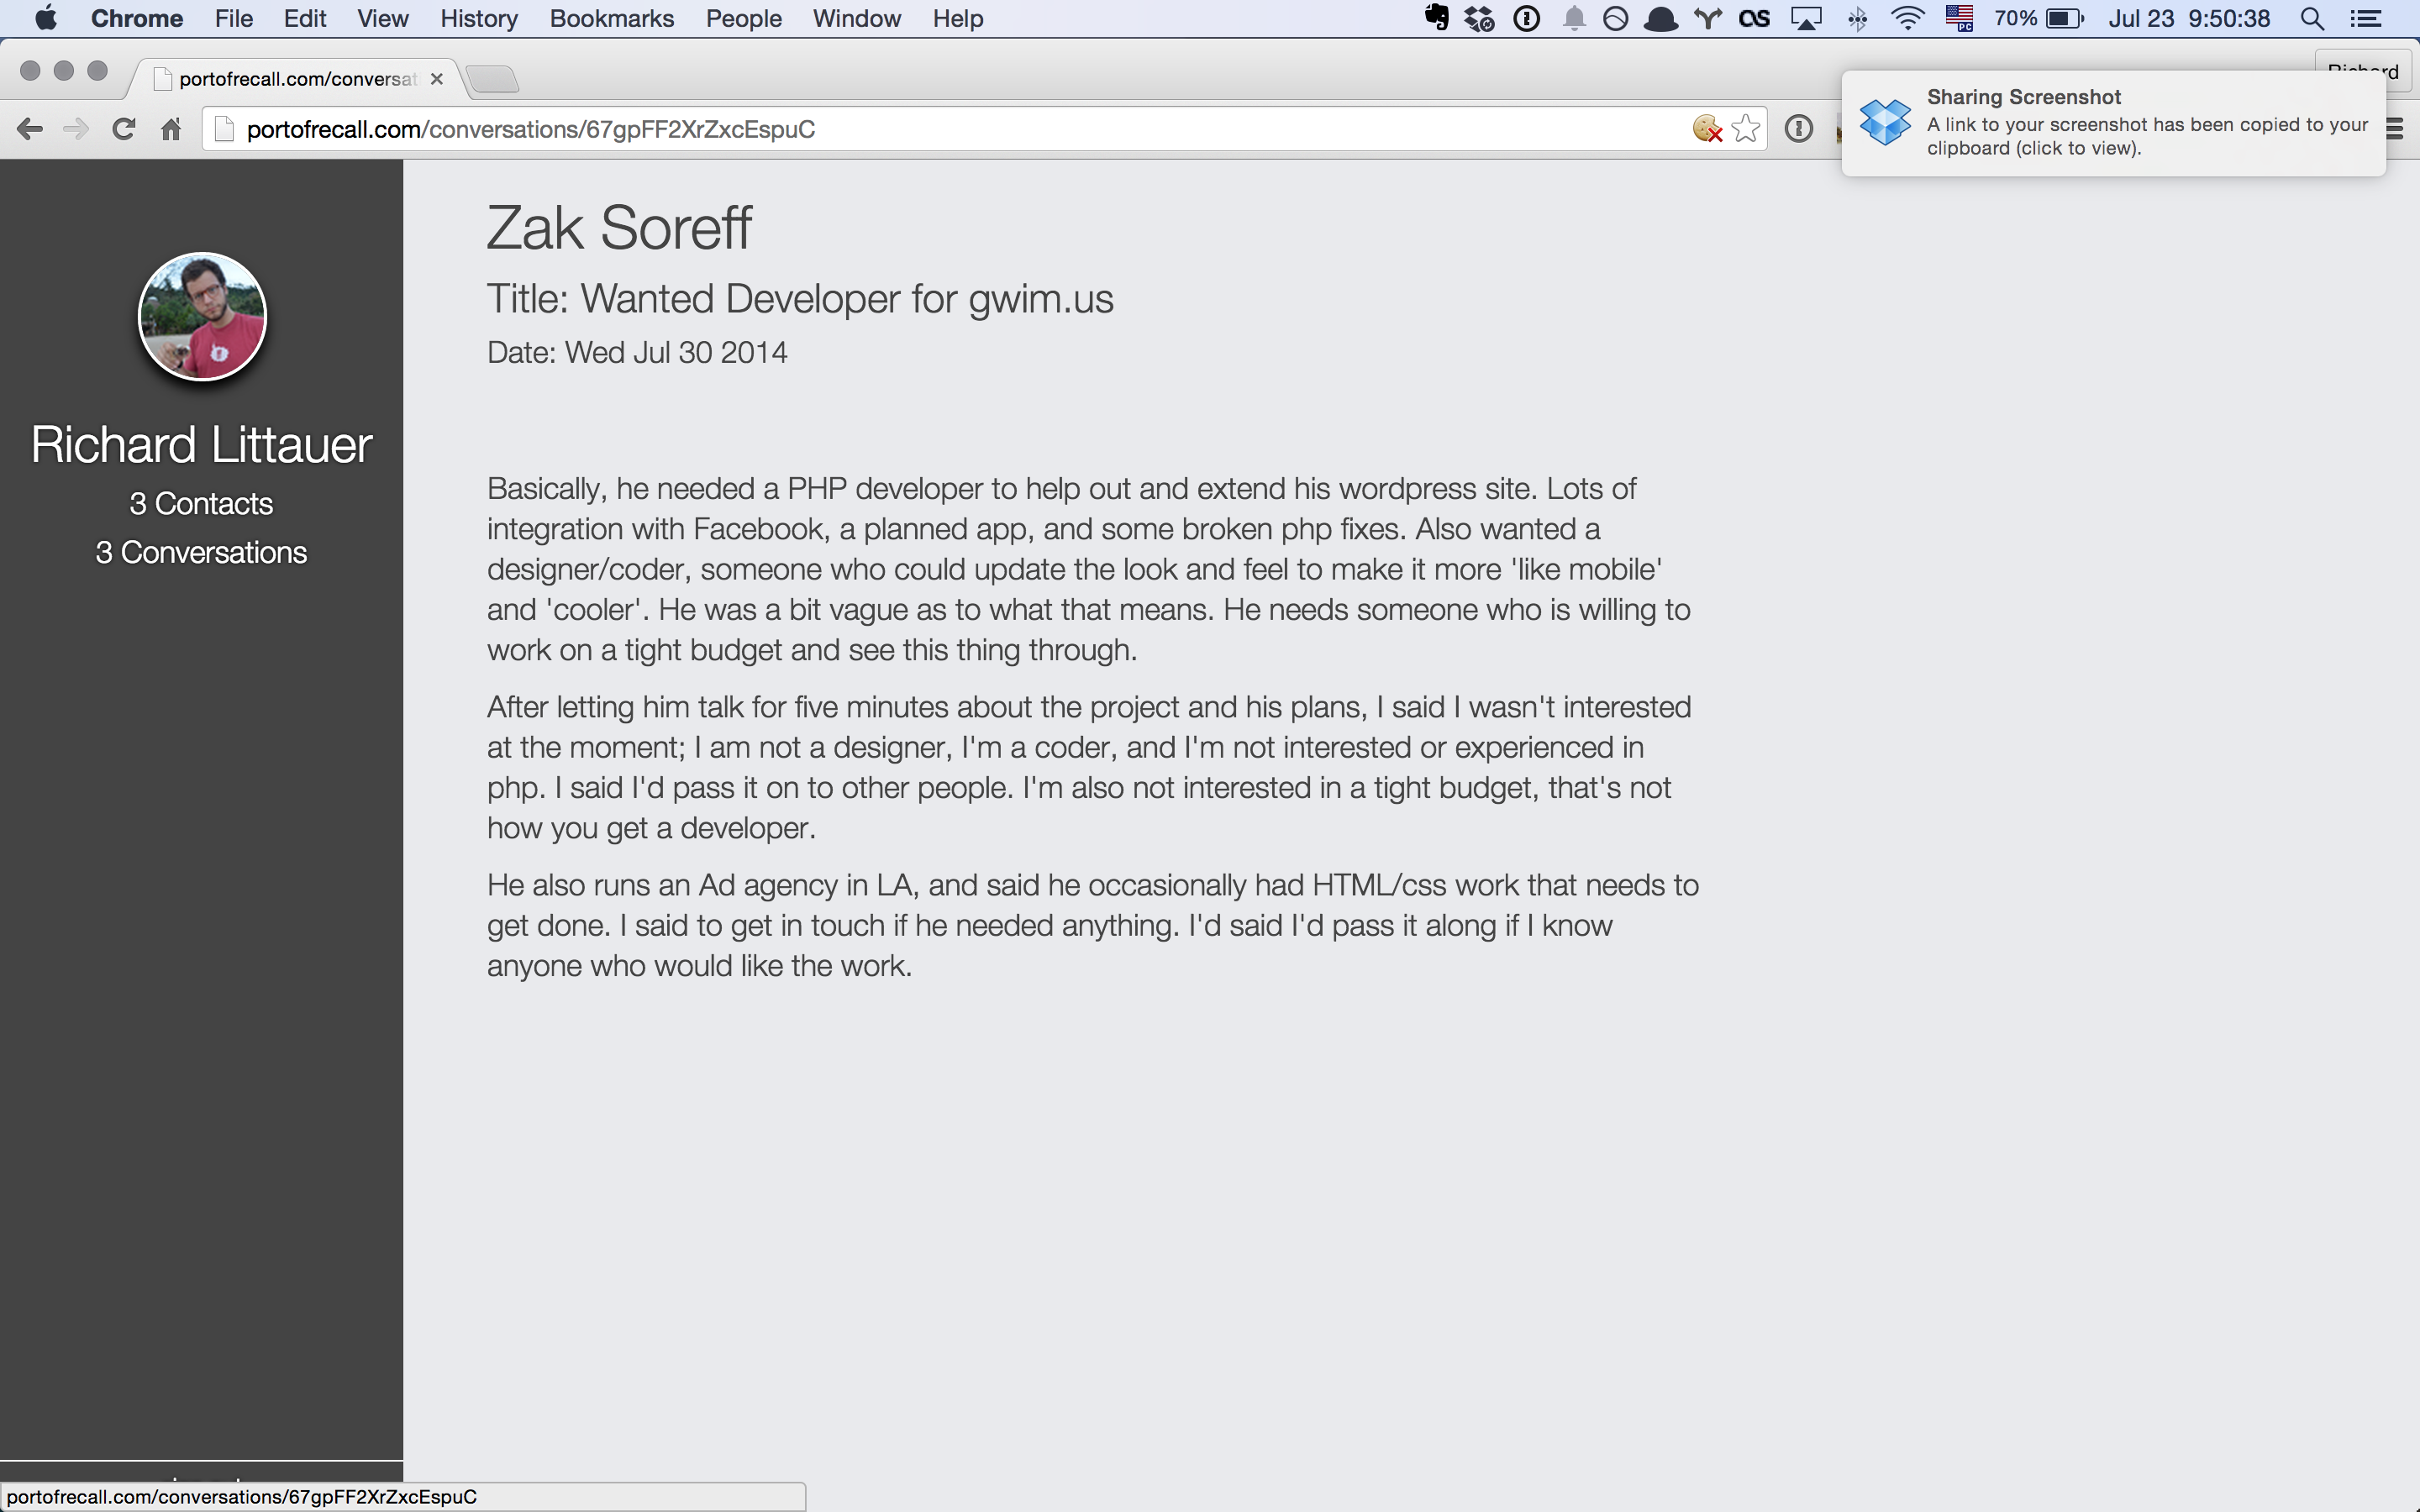 Chrome File Edit View History Bookmarks People Window Help 70% Jul 23 9:50:38
portofrecall.com/conversat
portofrecall.com/conversations/67gpFF2XrZxcEspuC
Sharing Screenshot
A link to your screenshot has been copied to your
clipboard (click to view).
Richard Littauer
3 Contacts
3 Conversations
Zak Soreff
Title: Wanted Developer for gwim.us
Date: Wed Jul 30 2014
Basically, he needed a PHP developer to help out and extend his wordpress site. Lots of
integration with Facebook, a planned app, and some broken php fixes. Also wanted a
designer/coder, someone who could update the look and feel to make it more 'like mobile'
and 'cooler'. He was a bit vague as to what that means. He needs someone who is willing to
work on a tight budget and see this thing through.
After letting him talk for five minutes about the project and his plans, I said I wasn't interested
at the moment; I am not a designer, I'm a coder, and I'm not interested or experienced in
php. I said I'd pass it on to other people. I'm also not interested in a tight budget, that's not
how you get a developer.
He also runs an Ad agency in LA, and said he occasionally had HTML/css work that needs to
get done. I said to get in touch if he needed anything. I'd said I'd pass it along if I know
anyone who would like the work.
portofrecall.com/conversations/67gpFF2XrZxcEspuC